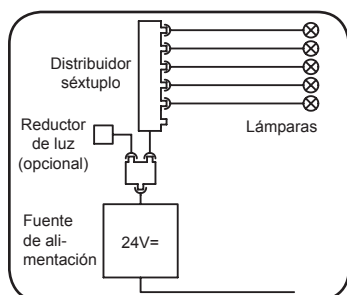 Distribuidor
séxtuplo
Reductor
de luz
(opcional)
Lámparas
Fuente
de ali-
mentación
24V=